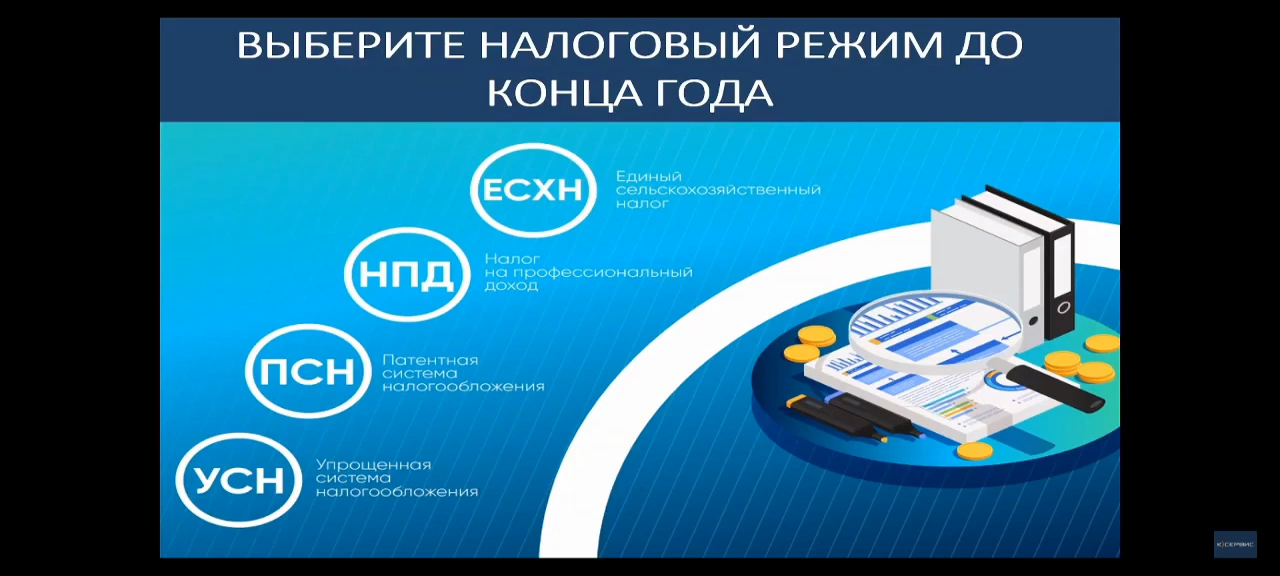 ВЫБЕРИТЕ НАЛОГОВЫЙ РЕЖИМ ДО
КОНЦА ГОДА
ЕСХН
Единый
сельскохозяйственный
налог
НПД
Налог
на профессиональный
доход
ПСН
Патентная
система
налогообложения
УСН
Упрощенная
система
налогообложения